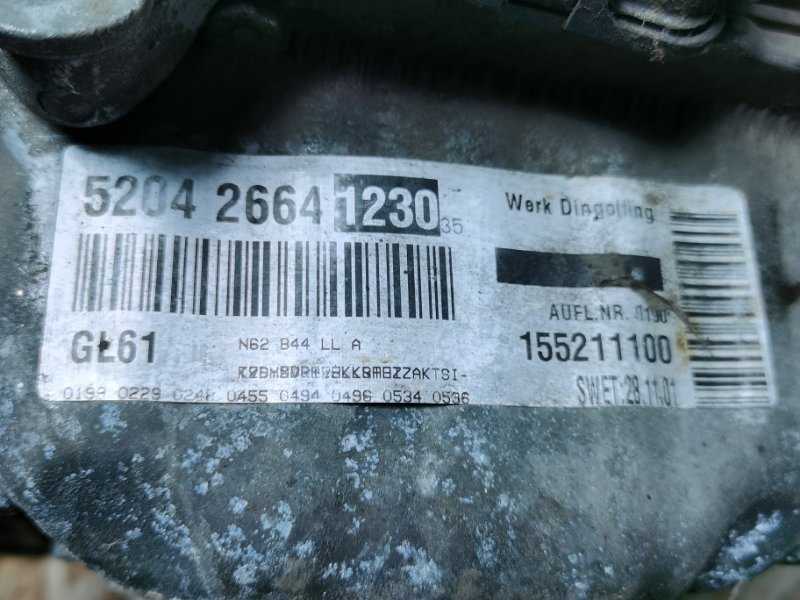 5204 2664 1230 35
Werk Dingolfing
AUFL.NR. 0190
GL61
N62 B44 LL A
155211100
SWET:28.11.01
0199 0229 0248 0455 0494 0496 0534 0536